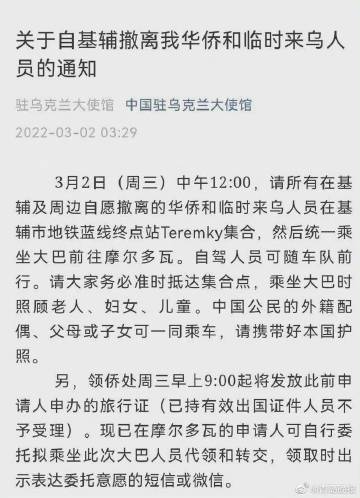 关于自基辅撤离我华侨和临时来乌人
员的通知
驻乌克兰大使馆 中国驻乌克兰大使馆
2022-03-02 03:29
3月2日（周三）中午12:00，请所有在基
辅及周边自愿撤离的华侨和临时来乌人员在基
辅市地铁蓝线终点站Teremky集合，然后统一乘
坐大巴前往摩尔多瓦。自驾人员可随车队前
行。请大家务必准时抵达集合点，乘坐大巴时
照顾老人、妇女、儿童。中国公民的外籍配
偶、父母或子女可一同乘车，请携带好本国护
照。
另，领侨处周三早上9:00起将发放此前申
请人申办的旅行证（已持有效出国证件人员不
予受理）。现已在摩尔多瓦的申请人可自行委
托拟乘坐此次大巴人员代领和转交，领取时出
示表达委托意愿的短信或微信。